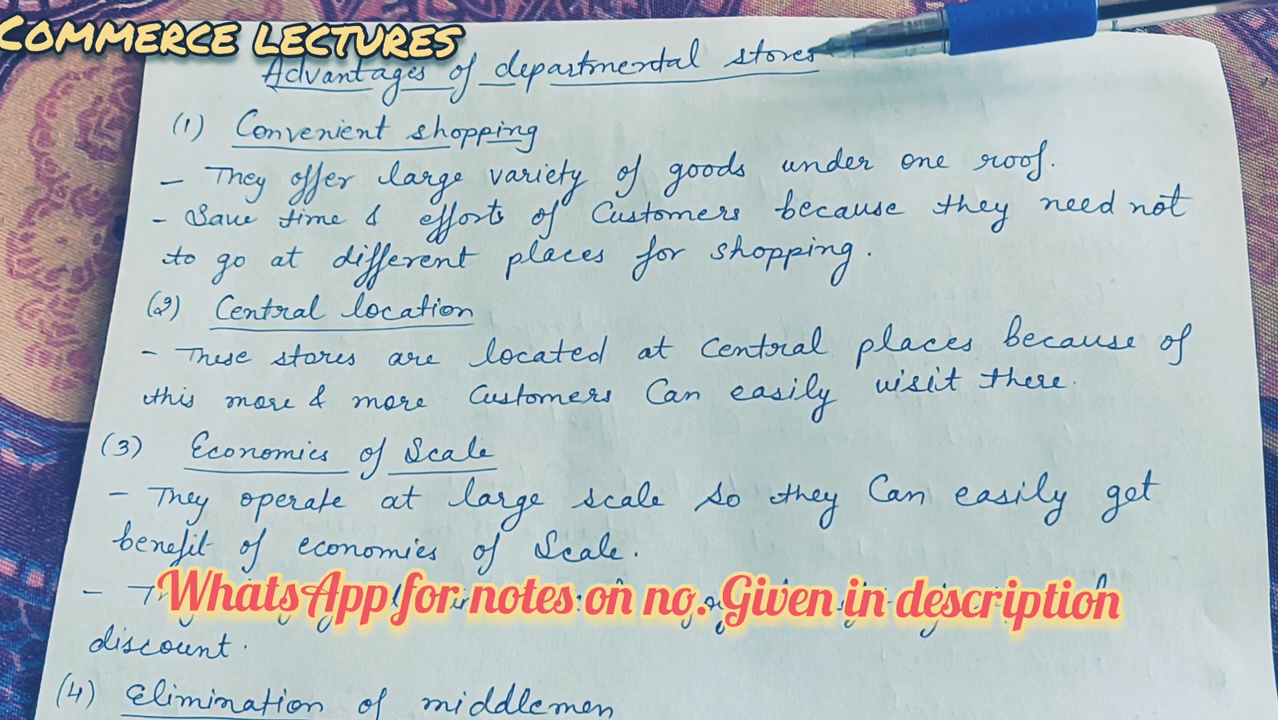 COMMERCE LECTURES
Advantages of departmental stores
(1) Convenient shopping
- They offer large variety of goods under one roof.
- Save time & efforts of Customers because they need not
to go at different places for shopping.
(2) Central location
- These stores are located at Central places because of
this more & more Customers Can easily visit there.
(3) Economies of Scale
- They operate at large scale so they Can easily get
benefit of economies of Scale.
WhatsApp for notes on no. Given in description
discount.
(4) Elimination of middlemen